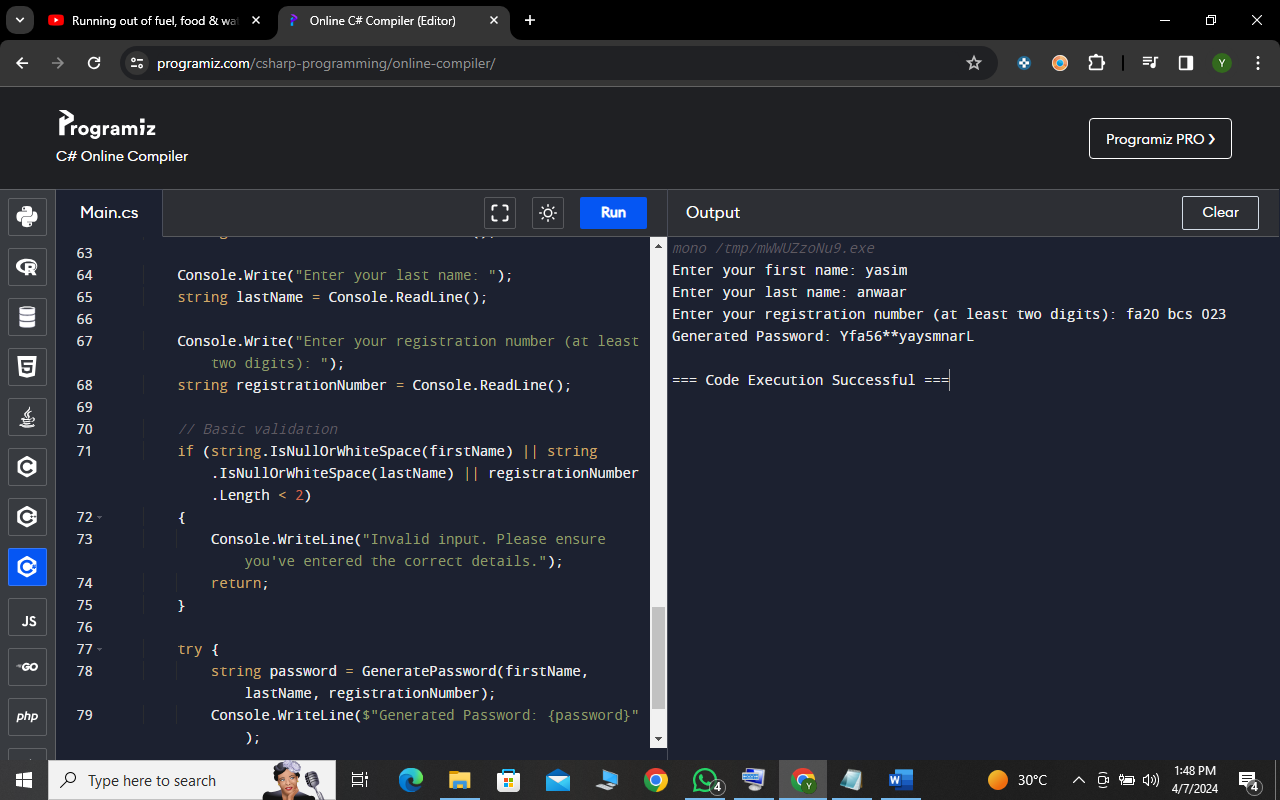 Running out of fuel, food & wat
Online C# Compiler (Editor)
programiz.com/csharp-programming/online-compiler/
Y
Programiz
C# Online Compiler
Programiz PRO ❯
Main.cs
Run
Output
Clear
63
64 Console.Write("Enter your last name: ");
65 string lastName = Console.ReadLine();
66
67 Console.Write("Enter your registration number (at least
two digits): ");
68 string registrationNumber = Console.ReadLine();
69
70 // Basic validation
71 if (string.IsNullOrWhiteSpace(firstName) || string
.IsNullOrWhiteSpace(lastName) || registrationNumber
.Length < 2)
72 {
73 Console.WriteLine("Invalid input. Please ensure
you've entered the correct details.");
74 return;
75 }
76
77 try {
78 string password = GeneratePassword(firstName,
lastName, registrationNumber);
79 Console.WriteLine($"Generated Password: {password}"
);
mono /tmp/mWWUZzoNu9.exe
Enter your first name: yasim
Enter your last name: anwaar
Enter your registration number (at least two digits): fa20 bcs 023
Generated Password: Yfa56**yaysmnarL
=== Code Execution Successful ===
JS
GO
php
Type here to search
4
Y
W
30°C
1:48 PM
4/7/2024
4